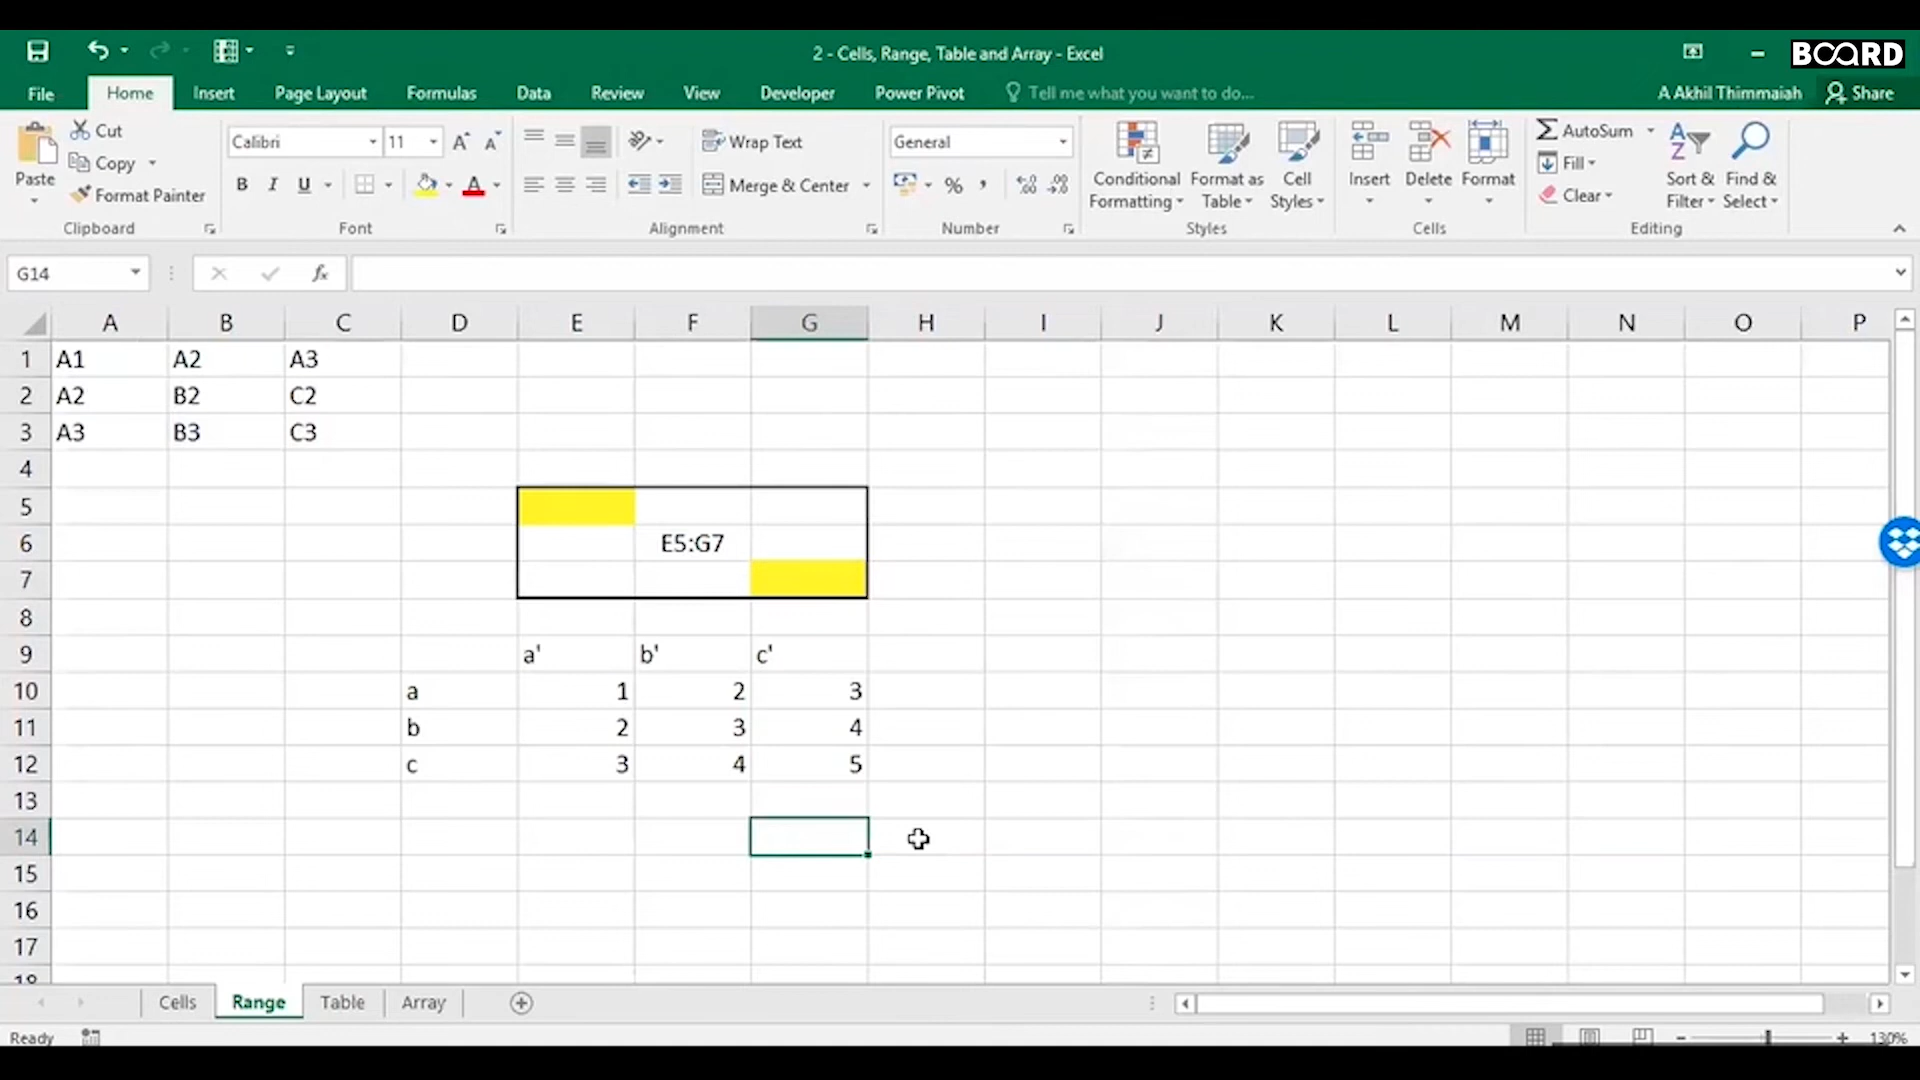 2 - Cells, Range, Table and Array - Excel
BOARD
File Home Insert Page Layout Formulas Data Review View Developer Power Pivot Tell me what you want to do... A Akhil Thimmaiah Share
Paste
Cut
Copy
Format Painter
Clipboard
Calibri 11
B I U
Font
Wrap Text
Merge & Center
Alignment
General
%
Number
Conditional Formatting
Format as Table
Cell Styles
Styles
Insert Delete Format
Cells
AutoSum
Fill
Clear
Sort & Filter
Find & Select
Editing
G14 fx
A B C D E F G H I J K L M N O P
1 A1 A2 A3
2 A2 B2 C2
3 A3 B3 C3
4
5
6 E5:G7
7
8
9 a' b' c'
10 a 1 2 3
11 b 2 3 4
12 c 3 4 5
13
14
15
16
17
18
Cells Range Table Array
Ready 130%